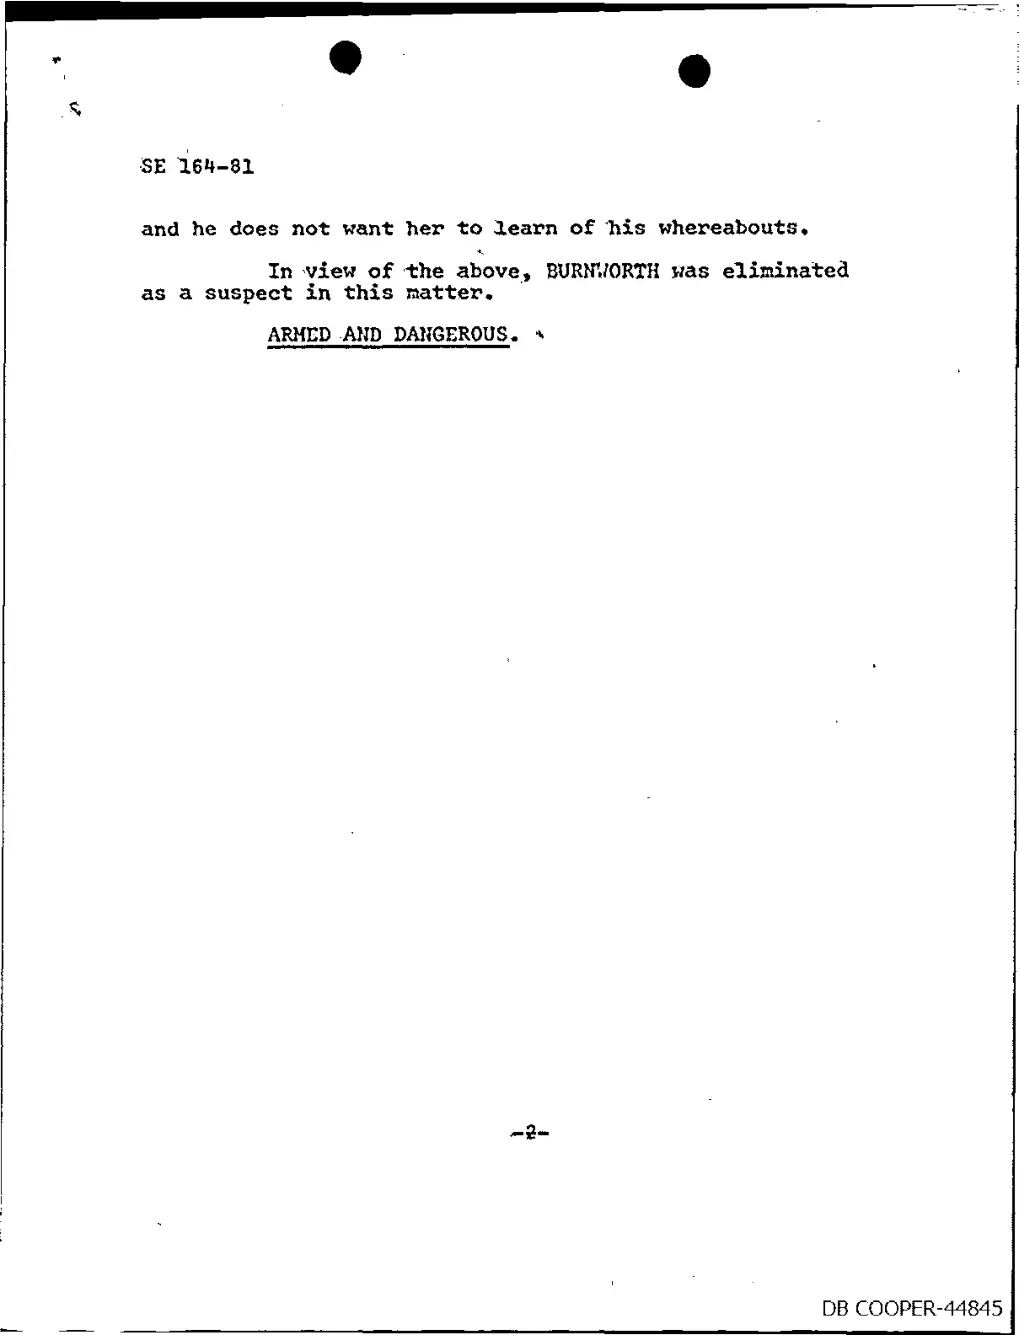 SE 164-81
and he does not want her to learn of his whereabouts.
In view of the above, BURNWORTH was eliminated
as a suspect in this matter.
ARMED AND DANGEROUS.
-2-
DB COOPER-44845